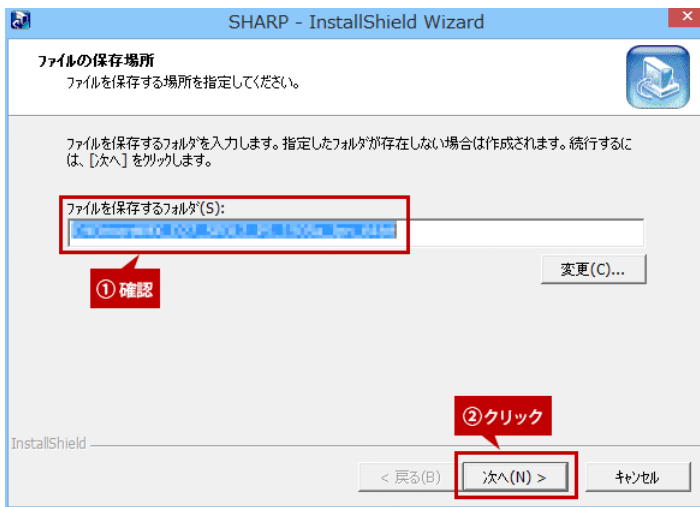 SHARP - InstallShield Wizard
ファイルの保存場所
ファイルを保存する場所を指定してください。
ファイルを保存するフォルダを入力します。指定したフォルダが存在しない場合は作成されます。続行するに
は、[次へ] をクリックします。
ファイルを保存するフォルダ(S):
①確認
変更(C)...
②クリック
InstallShield
< 戻る(B)
次へ(N) >
キャンセル